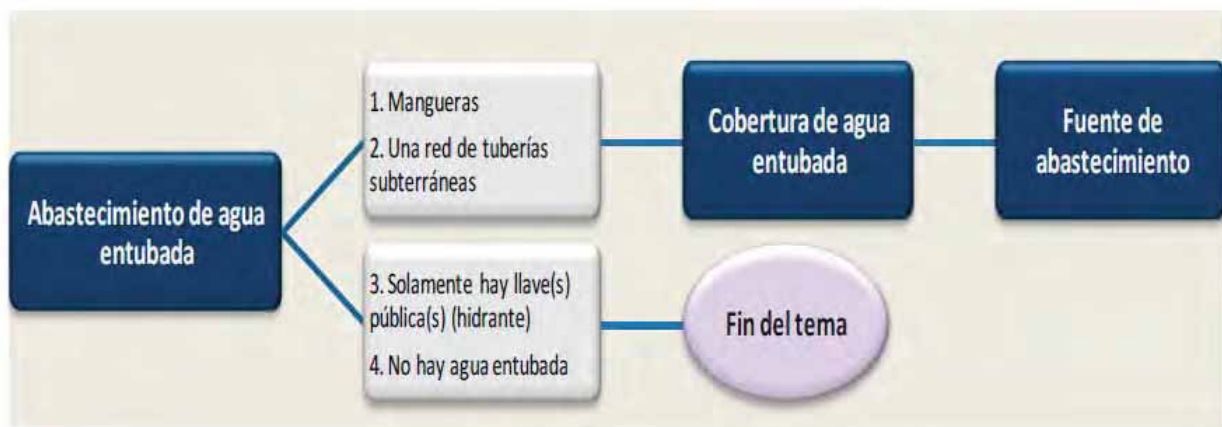 Abastecimiento de agua
entubada
1. Mangueras
2. Una red de tuberías
subterráneas
Cobertura de agua
entubada
Fuente de
abastecimiento
3. Solamente hay llave(s)
pública(s) (hidrante)
4. No hay agua entubada
Fin del tema